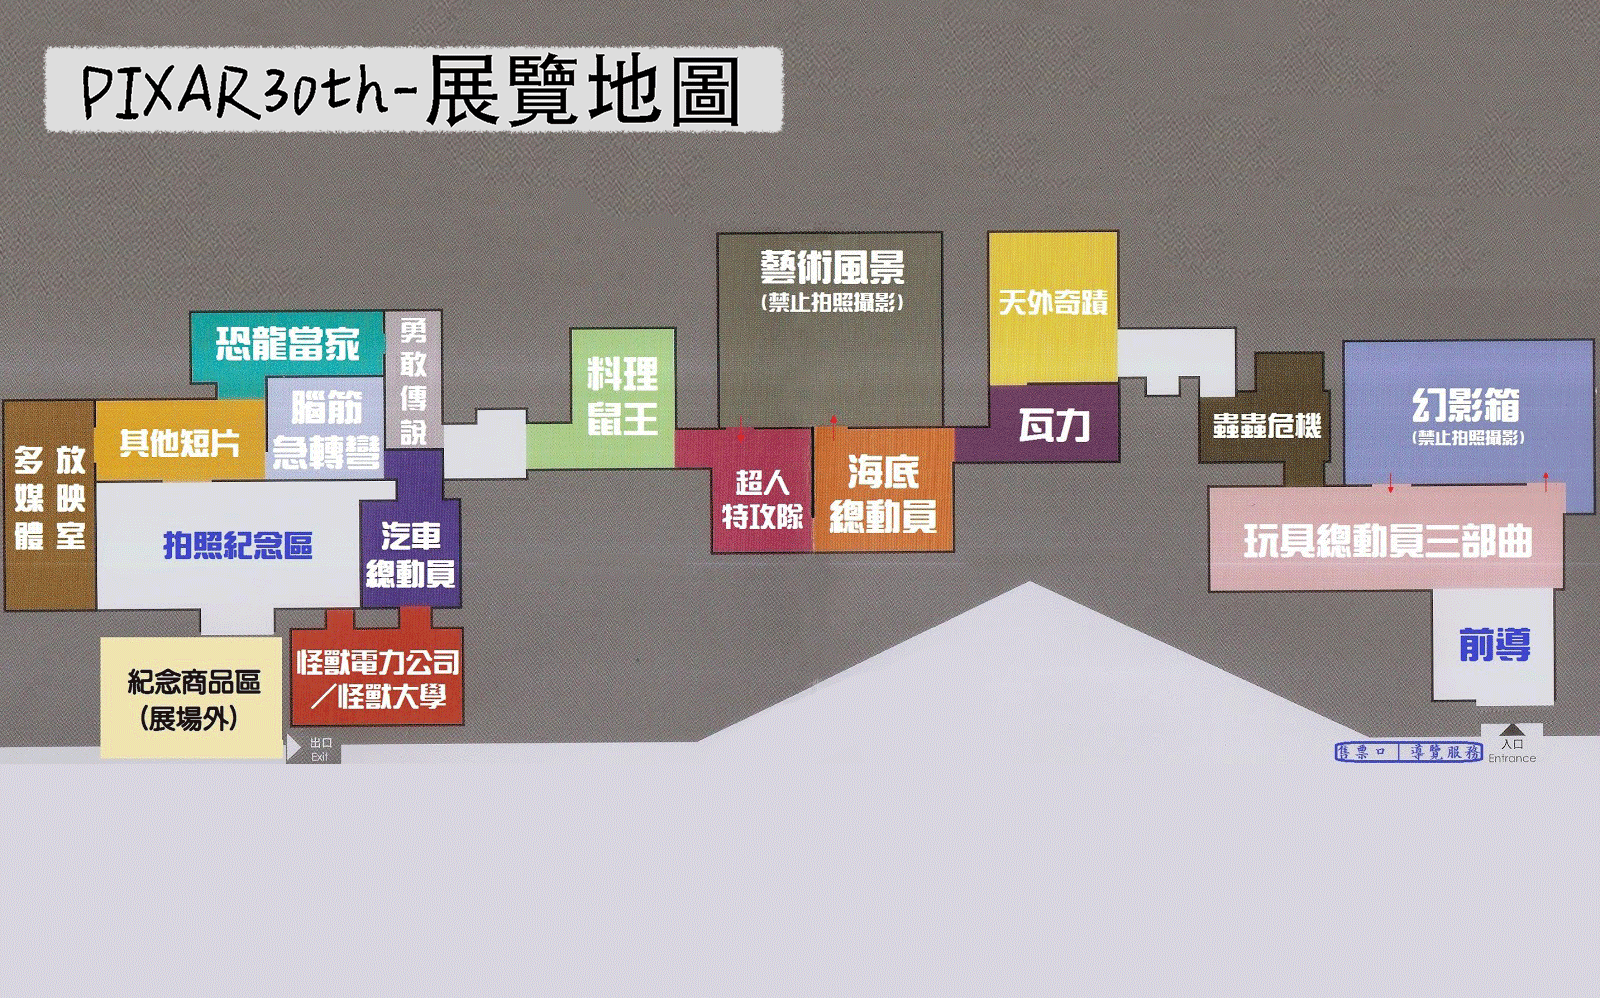 PIXAR30th-展覽地圖
藝術風景
(禁止拍照攝影)
天外奇蹟
恐龍當家
勇敢傳說
料理
鼠王
幻影箱
(禁止拍照攝影)
腦筋
急轉彎
瓦力
蟲蟲危機
其他短片
多媒體
放映室
超人
特攻隊
海底
總動員
拍照紀念區
汽車
總動員
玩具總動員三部曲
前導
紀念商品區
(展場外)
怪獸電力公司
/怪獸大學
出口
Exit
售票口|導覽服務
入口
Entrance